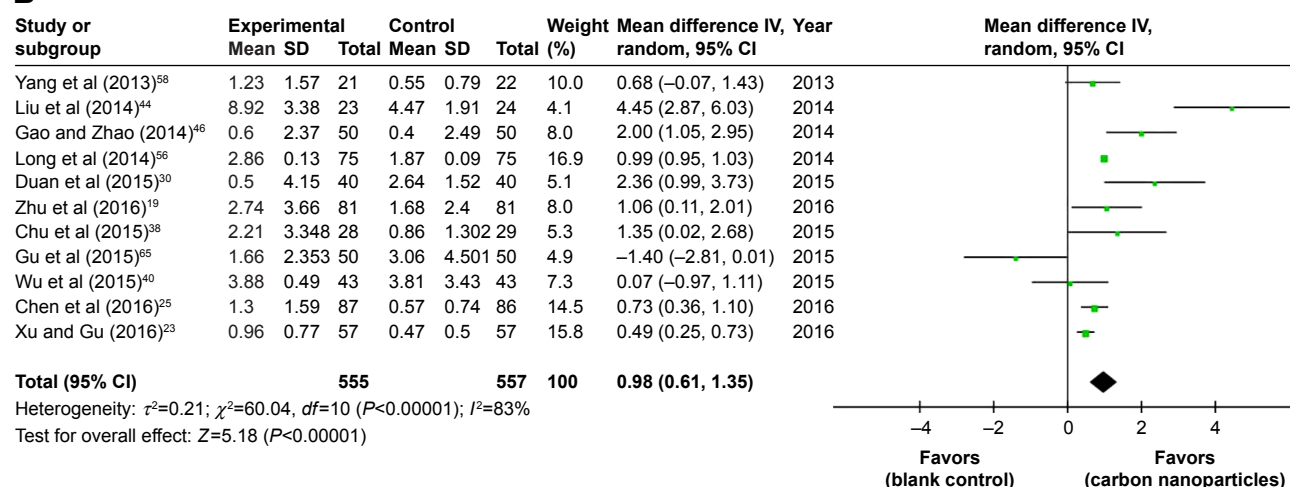 Study or Experimental Control Weight Mean difference IV, Year Mean difference IV,
subgroup Mean SD Total Mean SD Total (%) random, 95% CI random, 95% CI
Yang et al (2013)58 1.23 1.57 21 0.55 0.79 22 10.0 0.68 (–0.07, 1.43) 2013
Liu et al (2014)44 8.92 3.38 23 4.47 1.91 24 4.1 4.45 (2.87, 6.03) 2014
Gao and Zhao (2014)46 0.6 2.37 50 0.4 2.49 50 8.0 2.00 (1.05, 2.95) 2014
Long et al (2014)56 2.86 0.13 75 1.87 0.09 75 16.9 0.99 (0.95, 1.03) 2014
Duan et al (2015)30 0.5 4.15 40 2.64 1.52 40 5.1 2.36 (0.99, 3.73) 2015
Zhu et al (2016)19 2.74 3.66 81 1.68 2.4 81 8.0 1.06 (0.11, 2.01) 2016
Chu et al (2015)38 2.21 3.348 28 0.86 1.302 29 5.3 1.35 (0.02, 2.68) 2015
Gu et al (2015)65 1.66 2.353 50 3.06 4.501 50 4.9 –1.40 (–2.81, 0.01) 2015
Wu et al (2015)40 3.88 0.49 43 3.81 3.43 43 7.3 0.07 (–0.97, 1.11) 2015
Chen et al (2016)25 1.3 1.59 87 0.57 0.74 86 14.5 0.73 (0.36, 1.10) 2016
Xu and Gu (2016)23 0.96 0.77 57 0.47 0.5 57 15.8 0.49 (0.25, 0.73) 2016
Total (95% CI) 555 557 100 0.98 (0.61, 1.35)
Heterogeneity: τ2=0.21; χ2=60.04, df=10 (P<0.00001); I2=83%
Test for overall effect: Z=5.18 (P<0.00001)
–4 –2 0 2 4
Favors Favors
(blank control) (carbon nanoparticles)